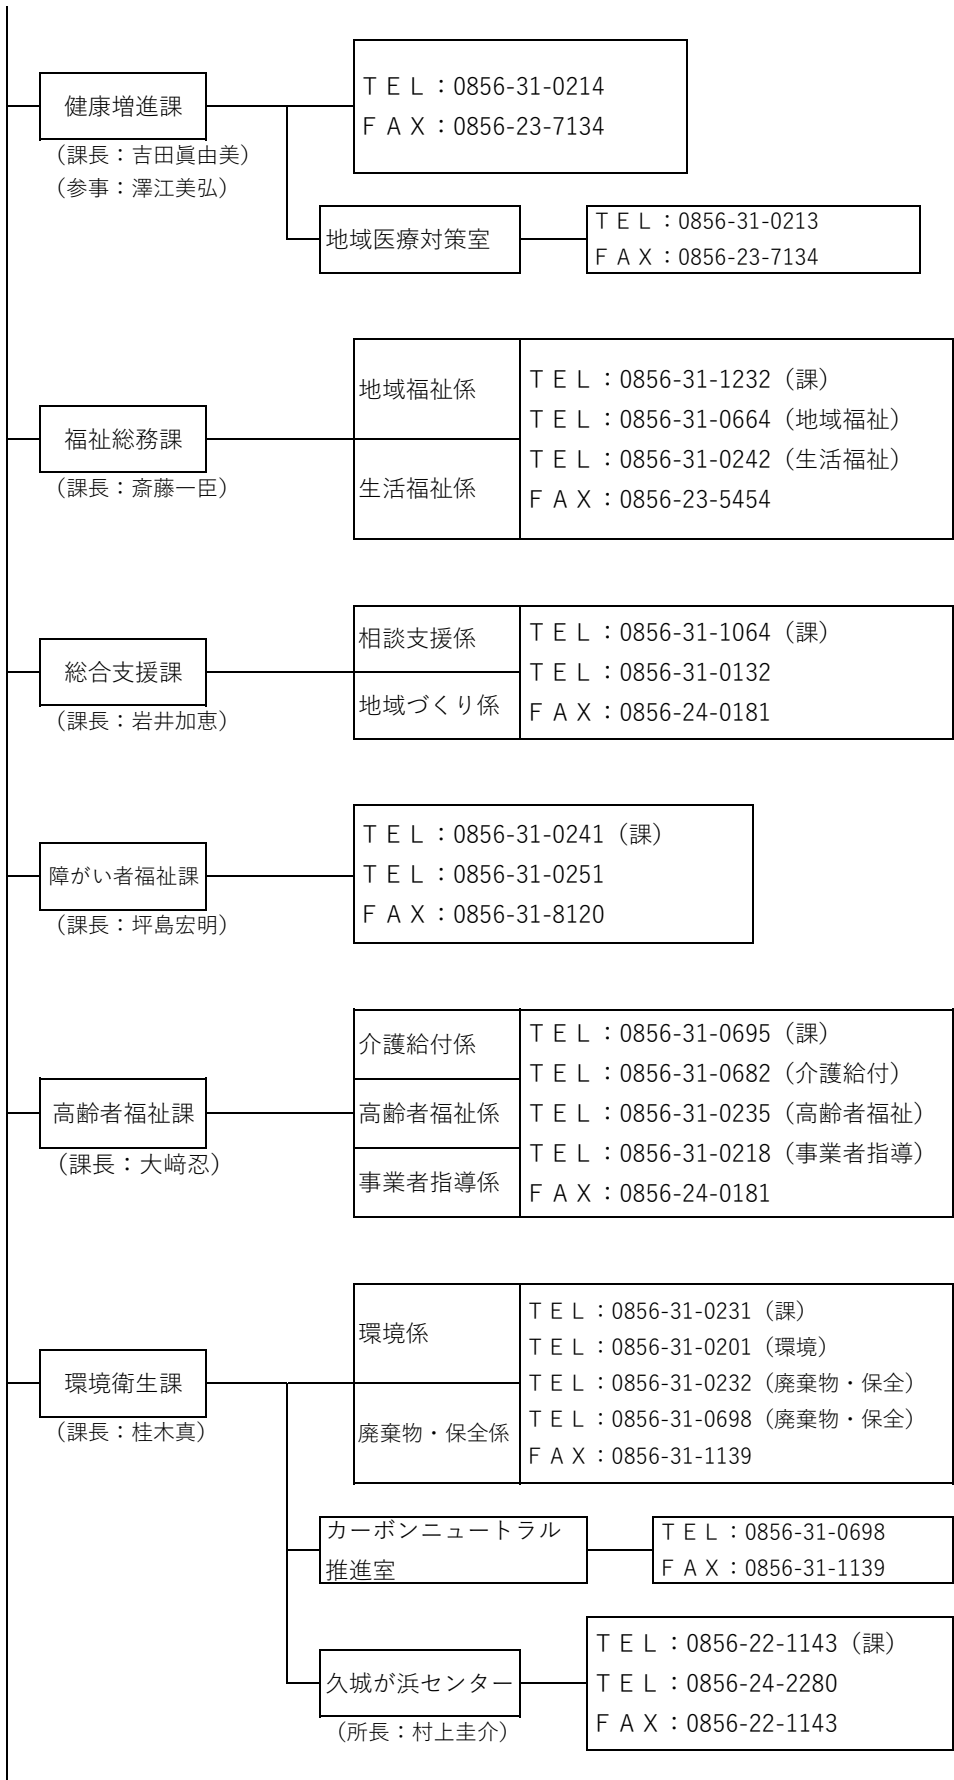 健康増進課
（課長：吉田眞由美）
（参事：澤江美弘）
ＴＥＬ：0856-31-0214
ＦＡＸ：0856-23-7134
地域医療対策室
ＴＥＬ：0856-31-0213
ＦＡＸ：0856-23-7134
福祉総務課
（課長：斎藤一臣）
地域福祉係
生活福祉係
ＴＥＬ：0856-31-1232（課）
ＴＥＬ：0856-31-0664（地域福祉）
ＴＥＬ：0856-31-0242（生活福祉）
ＦＡＸ：0856-23-5454
総合支援課
（課長：岩井加恵）
相談支援係
地域づくり係
ＴＥＬ：0856-31-1064（課）
ＴＥＬ：0856-31-0132
ＦＡＸ：0856-24-0181
障がい者福祉課
（課長：坪島宏明）
ＴＥＬ：0856-31-0241（課）
ＴＥＬ：0856-31-0251
ＦＡＸ：0856-31-8120
高齢者福祉課
（課長：大﨑忍）
介護給付係
高齢者福祉係
事業者指導係
ＴＥＬ：0856-31-0695（課）
ＴＥＬ：0856-31-0682（介護給付）
ＴＥＬ：0856-31-0235（高齢者福祉）
ＴＥＬ：0856-31-0218（事業者指導）
ＦＡＸ：0856-24-0181
環境衛生課
（課長：桂木真）
環境係
廃棄物・保全係
ＴＥＬ：0856-31-0231（課）
ＴＥＬ：0856-31-0201（環境）
ＴＥＬ：0856-31-0232（廃棄物・保全）
ＴＥＬ：0856-31-0698（廃棄物・保全）
ＦＡＸ：0856-31-1139
カーボンニュートラル
推進室
ＴＥＬ：0856-31-0698
ＦＡＸ：0856-31-1139
久城が浜センター
（所長：村上圭介）
ＴＥＬ：0856-22-1143（課）
ＴＥＬ：0856-24-2280
ＦＡＸ：0856-22-1143